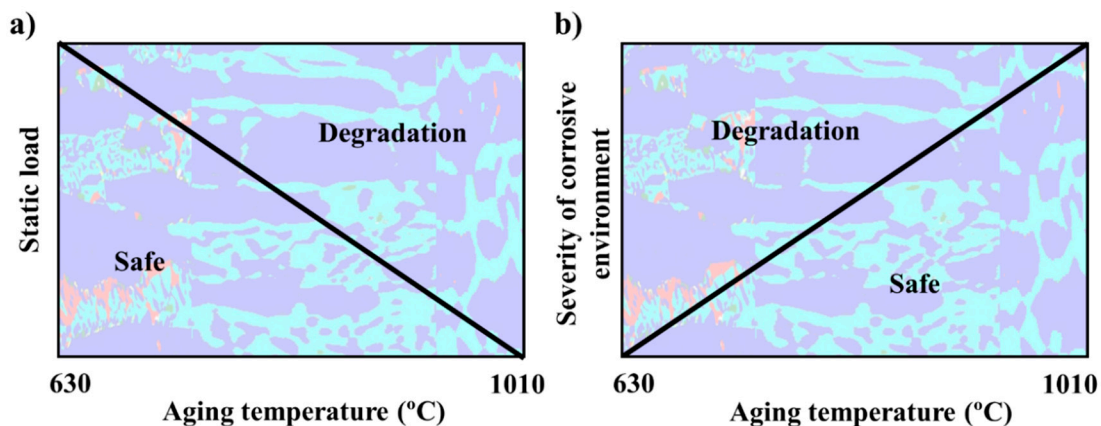 a)
Static load
Degradation
Safe
630
1010
Aging temperature (ºC)
b)
Severity of corrosive
environment
Degradation
Safe
630
1010
Aging temperature (ºC)